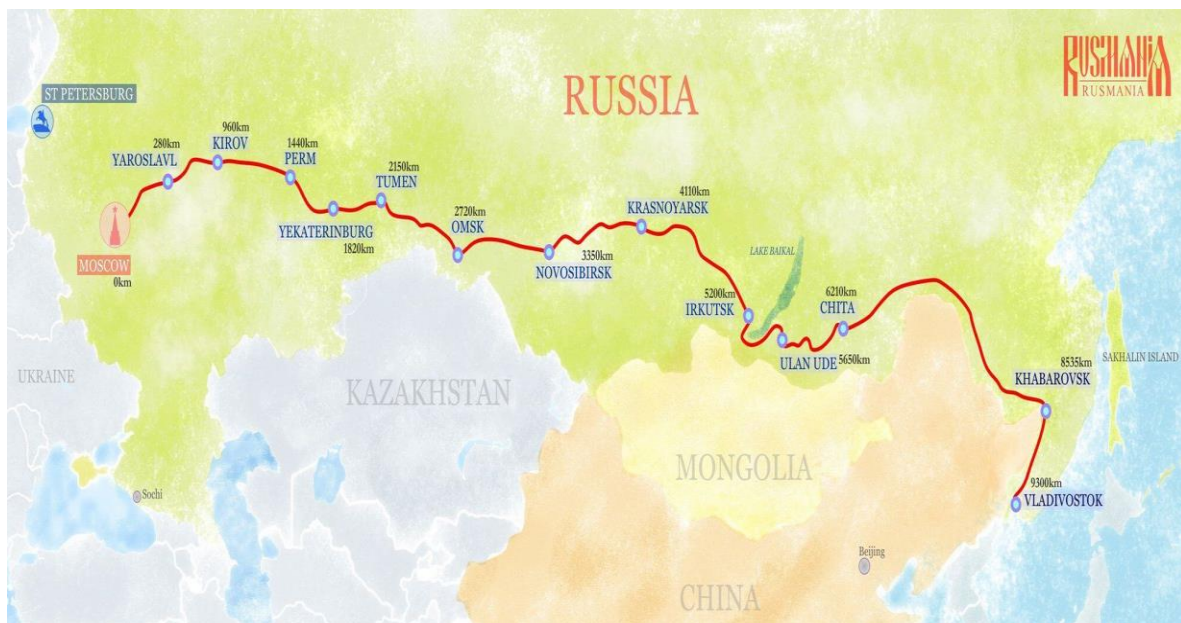 RUSSIA
RUSMANIA
RUSMANIA
ST PETERSBURG
MOSCOW
0km
280km
YAROSLAVL
960km
KIROV
1440km
PERM
YEKATERINBURG
1820km
2150km
TUMEN
2720km
OMSK
3350km
NOVOSIBIRSK
4110km
KRASNOYARSK
5200km
IRKUTSK
LAKE BAIKAL
ULAN UDE
5650km
6210km
CHITA
8535km
KHABAROVSK
9300km
VLADIVOSTOK
SAKHALIN ISLAND
UKRAINE
KAZAKHSTAN
MONGOLIA
CHINA
Sochi
Beijing